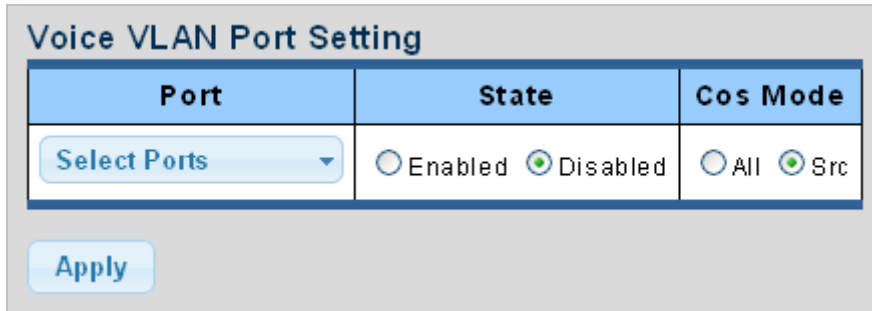 Voice VLAN Port Setting
Port State Cos Mode
Select Ports Enabled Disabled All Src
Apply